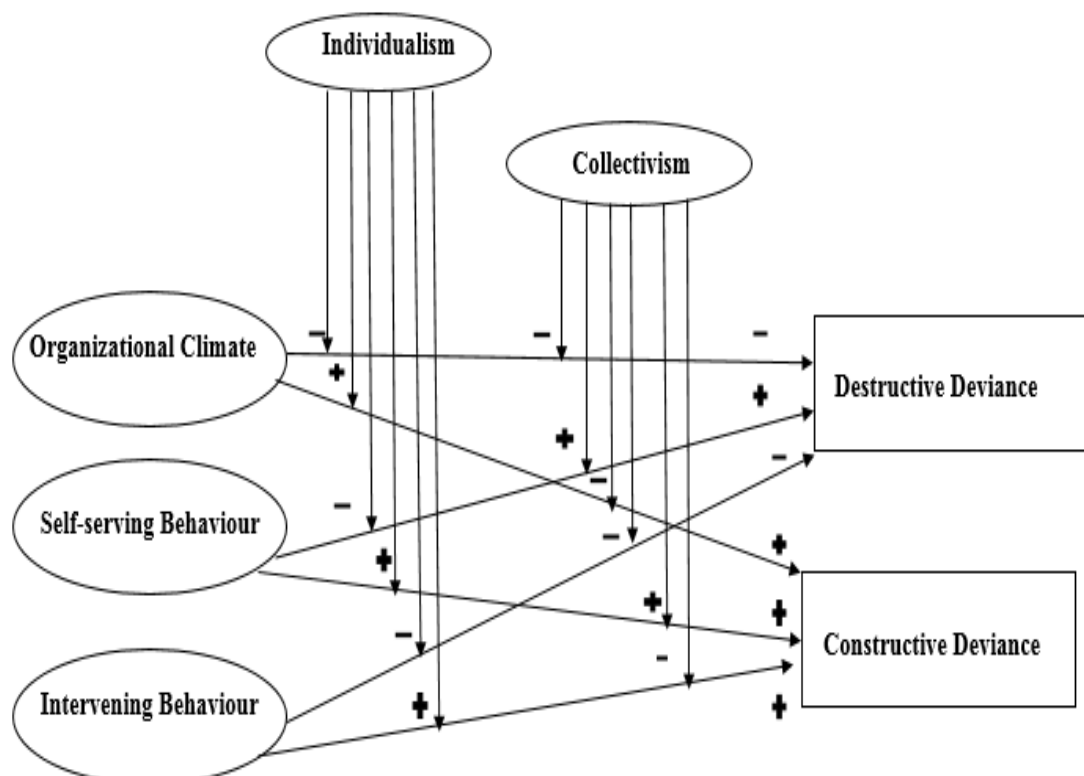 Individualism
Collectivism
− − −
Organizational Climate
+ +
Destructive Deviance
+
− −
Self-serving Behaviour
−
−
+ +
+ +
Constructive Deviance
− -
Intervening Behaviour
+ +